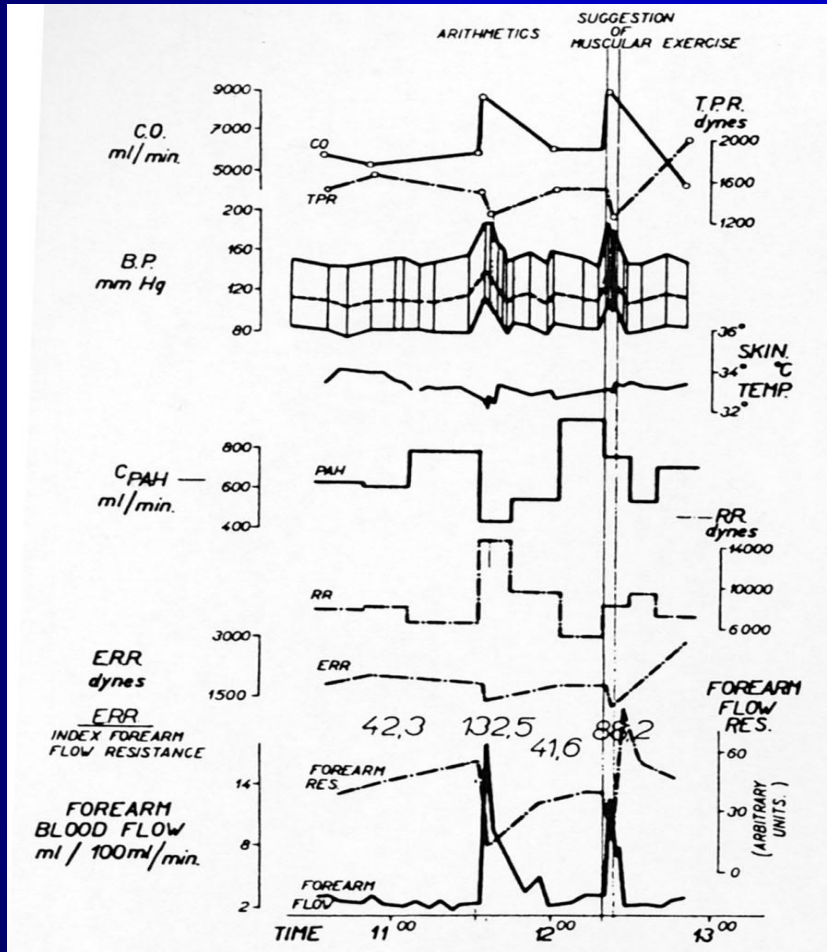 ARITHMETICS
SUGGESTION
OF
MUSCULAR EXERCISE
9000
7000
5000
C.O.
ml/min.
CO
TPR
T.P.R.
dynes
2000
1600
1200
200
160
120
80
B.P.
mm Hg
36°
34°
32°
SKIN.
°C
TEMP.
800
600
400
CPAH
ml/min.
PAH
RR
dynes
14000
10000
6000
RR
3000
1500
ERR
dynes
ERR
ERR
INDEX FOREARM
FLOW RESISTANCE
42,3
132,5
41,6
FOREARM
FLOW
RES.
60
30
0
(ARBITRARY
UNITS.)
14
8
2
FOREARM
RES.
FOREARM
BLOOD FLOW
ml / 100ml/min.
FOREARM
FLOW
TIME
11 00
12 00
13 00